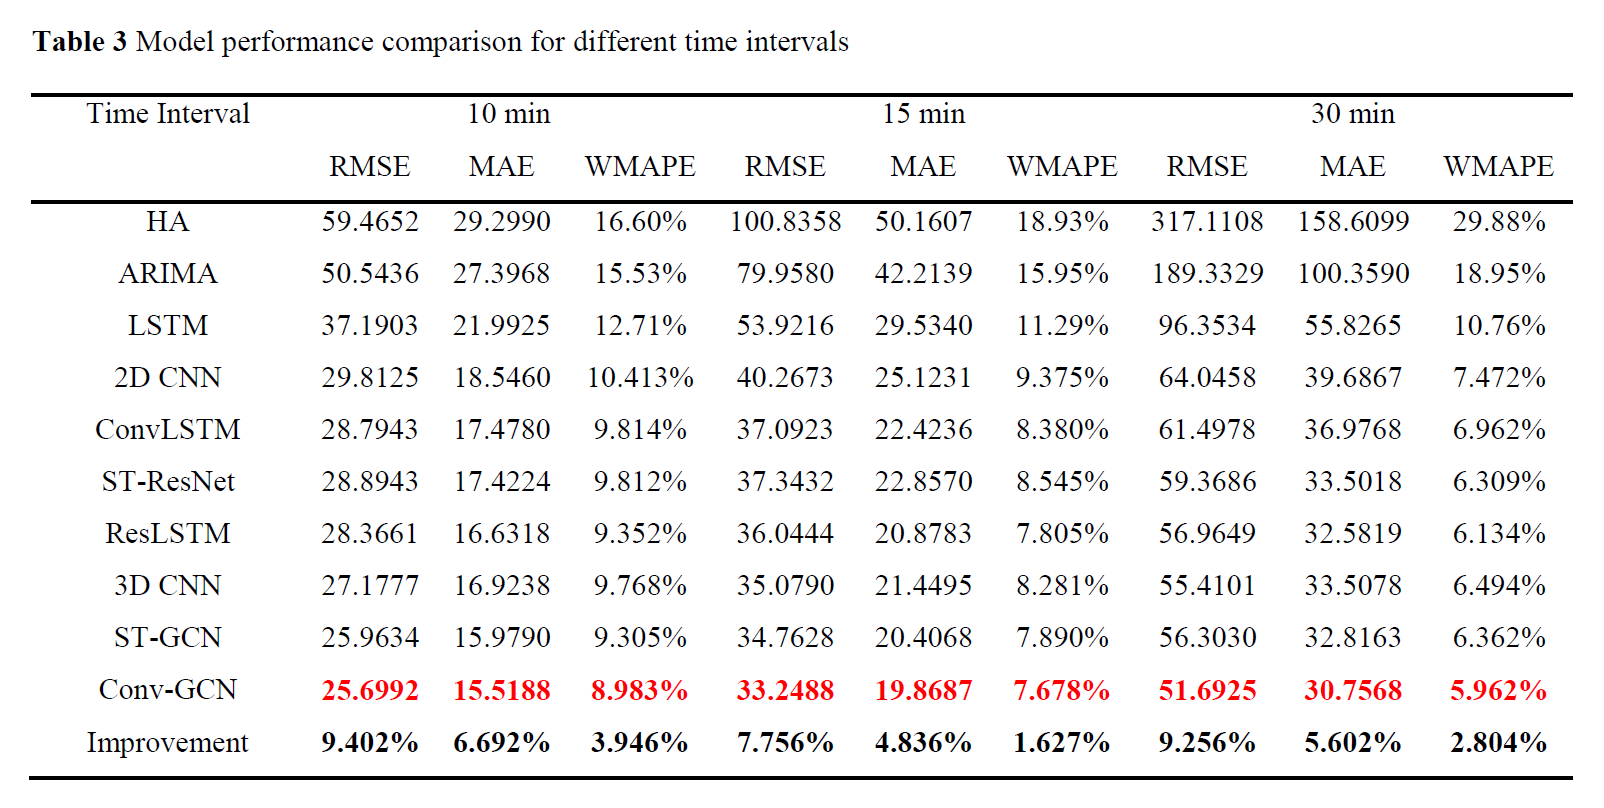 Table 3 Model performance comparison for different time intervals
Time Interval 10 min 15 min 30 min
RMSE MAE WMAPE RMSE MAE WMAPE RMSE MAE WMAPE
HA 59.4652 29.2990 16.60% 100.8358 50.1607 18.93% 317.1108 158.6099 29.88%
ARIMA 50.5436 27.3968 15.53% 79.9580 42.2139 15.95% 189.3329 100.3590 18.95%
LSTM 37.1903 21.9925 12.71% 53.9216 29.5340 11.29% 96.3534 55.8265 10.76%
2D CNN 29.8125 18.5460 10.413% 40.2673 25.1231 9.375% 64.0458 39.6867 7.472%
ConvLSTM 28.7943 17.4780 9.814% 37.0923 22.4236 8.380% 61.4978 36.9768 6.962%
ST-ResNet 28.8943 17.4224 9.812% 37.3432 22.8570 8.545% 59.3686 33.5018 6.309%
ResLSTM 28.3661 16.6318 9.352% 36.0444 20.8783 7.805% 56.9649 32.5819 6.134%
3D CNN 27.1777 16.9238 9.768% 35.0790 21.4495 8.281% 55.4101 33.5078 6.494%
ST-GCN 25.9634 15.9790 9.305% 34.7628 20.4068 7.890% 56.3030 32.8163 6.362%
Conv-GCN 25.6992 15.5188 8.983% 33.2488 19.8687 7.678% 51.6925 30.7568 5.962%
Improvement 9.402% 6.692% 3.946% 7.756% 4.836% 1.627% 9.256% 5.602% 2.804%